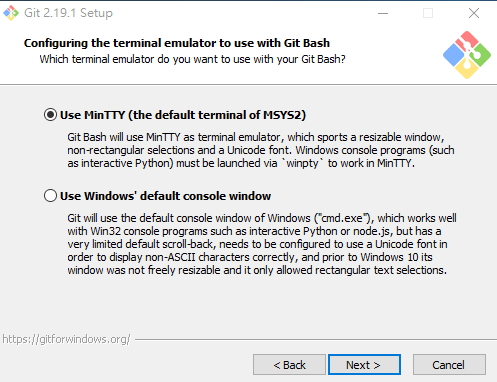 Git 2.19.1 Setup
Configuring the terminal emulator to use with Git Bash
Which terminal emulator do you want to use with your Git Bash?
Use MinTTY (the default terminal of MSYS2)
Git Bash will use MinTTY as terminal emulator, which sports a resizable window,
non-rectangular selections and a Unicode font. Windows console programs (such
as interactive Python) must be launched via `winpty` to work in MinTTY.
Use Windows' default console window
Git will use the default console window of Windows ("cmd.exe"), which works well
with Win32 console programs such as interactive Python or node.js, but has a
very limited default scroll-back, needs to be configured to use a Unicode font in
order to display non-ASCII characters correctly, and prior to Windows 10 its
window was not freely resizable and it only allowed rectangular text selections.
https://gitforwindows.org/
< Back
Next >
Cancel